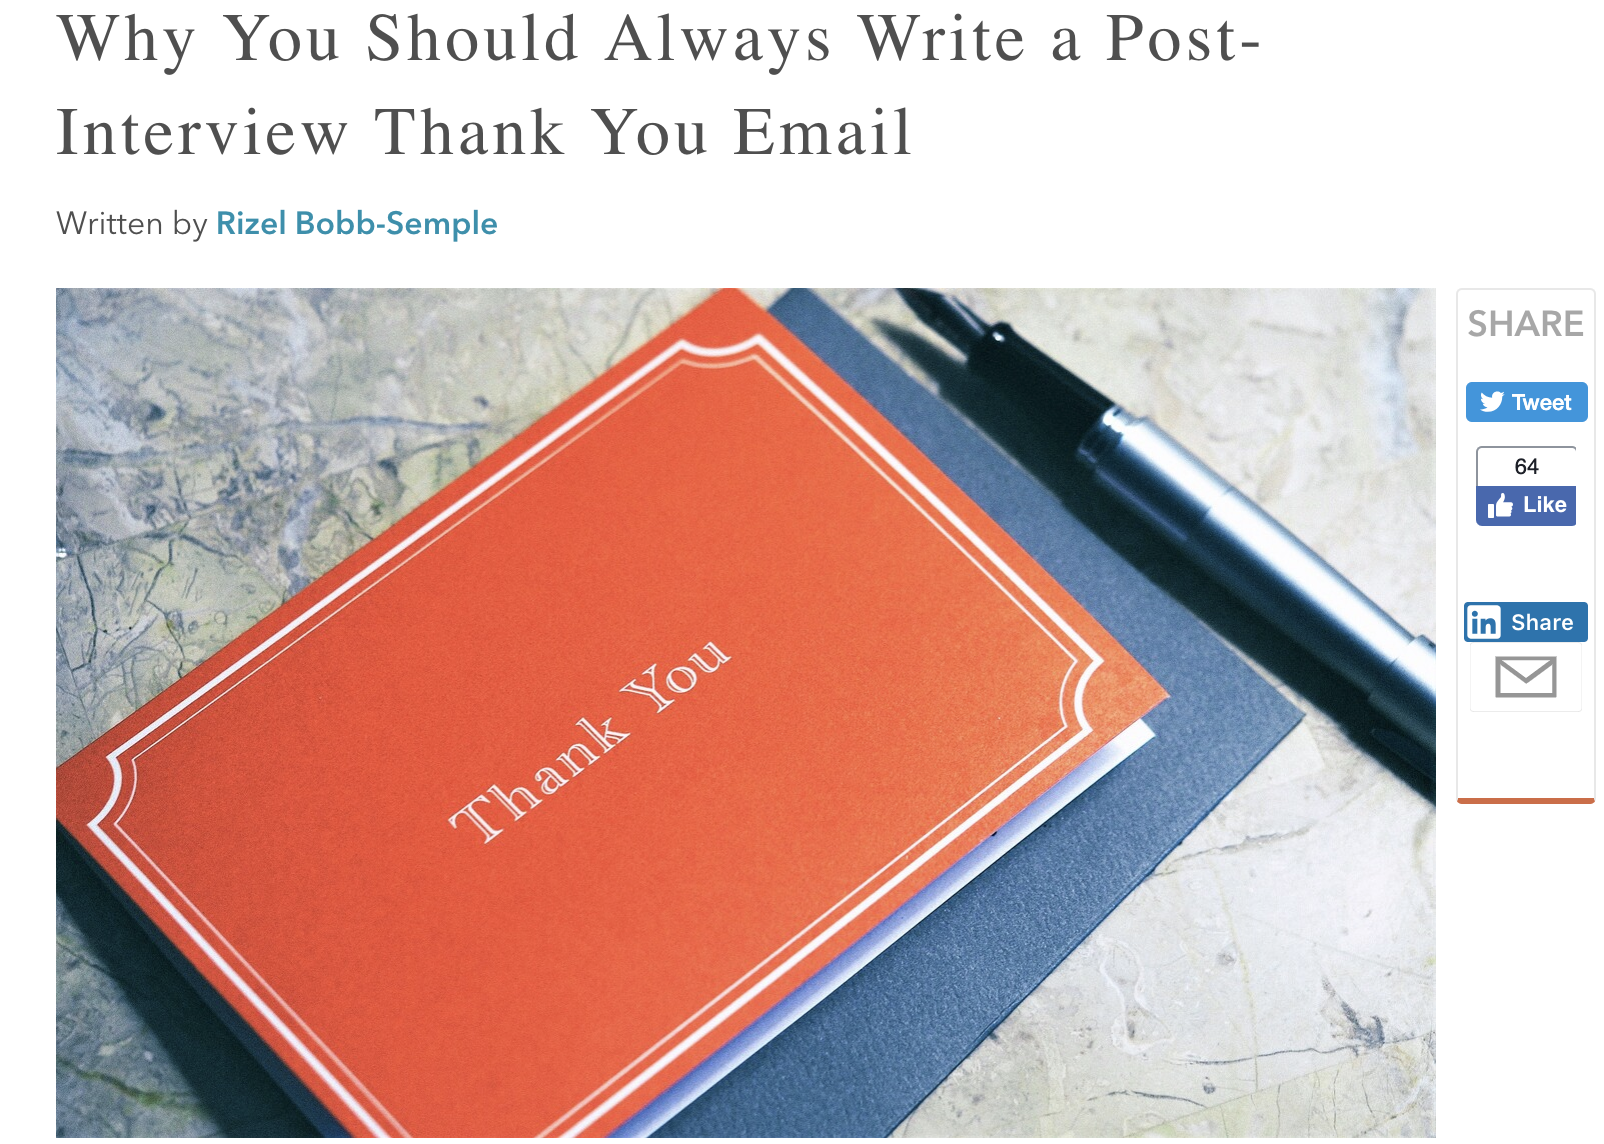 Why You Should Always Write a Post-
Interview Thank You Email
Written by Rizel Bobb-Semple
SHARE
Tweet
64
Like
in Share
Thank You